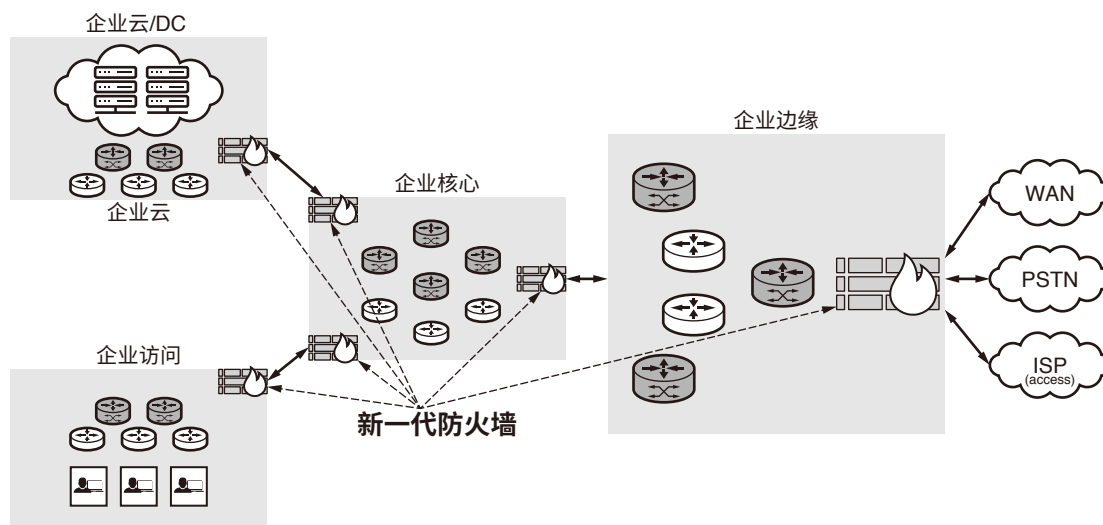 企业云/DC
企业云
企业核心
企业边缘
WAN
PSTN
ISP
(access)
企业访问
新一代防火墙